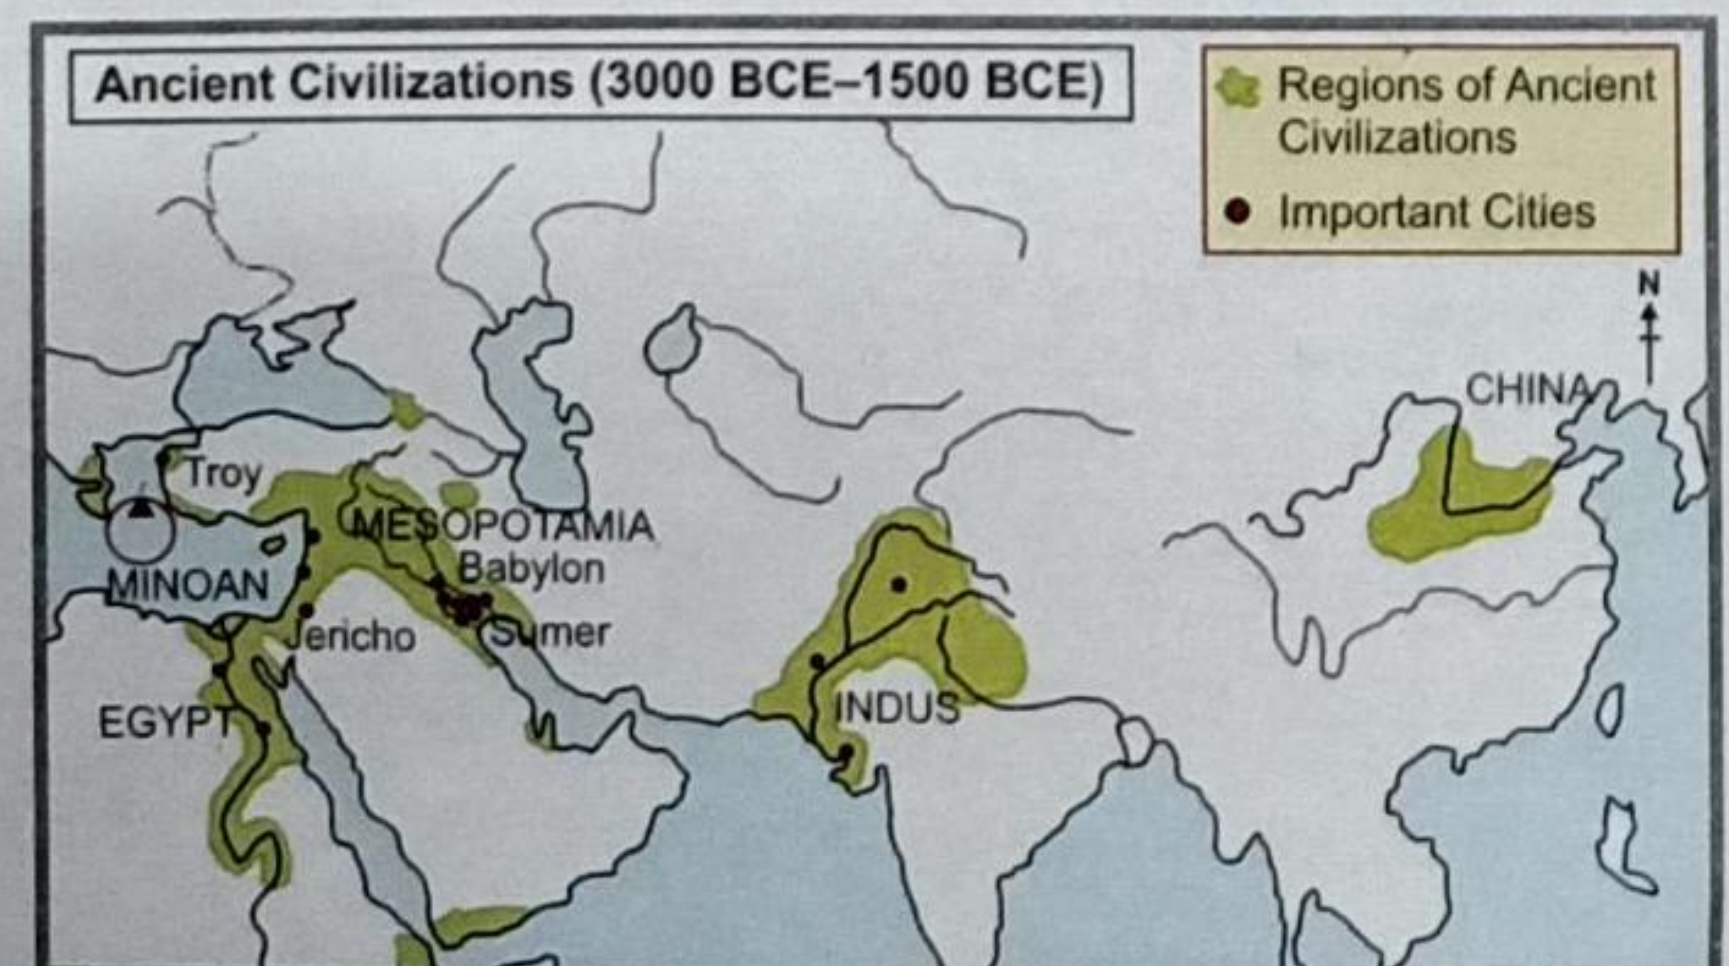 Ancient Civilizations (3000 BCE–1500 BCE)
Regions of Ancient
Civilizations
Important Cities
N
CHINA
Troy
MESOPOTAMIA
Babylon
MINOAN
Jericho
Sumer
EGYPT
INDUS